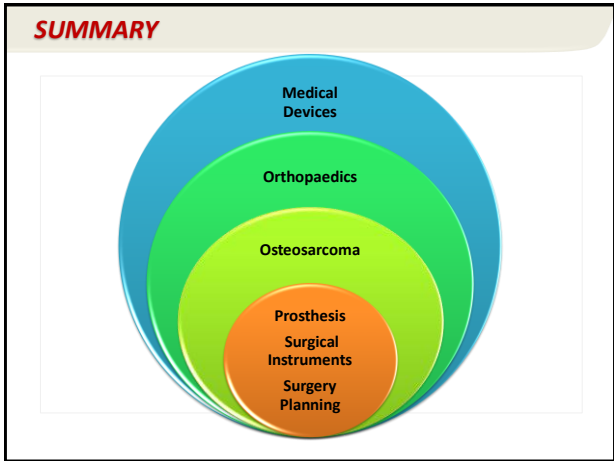 SUMMARY
Medical
Devices
Orthopaedics
Osteosarcoma
Prosthesis
Surgical
Instruments
Surgery
Planning